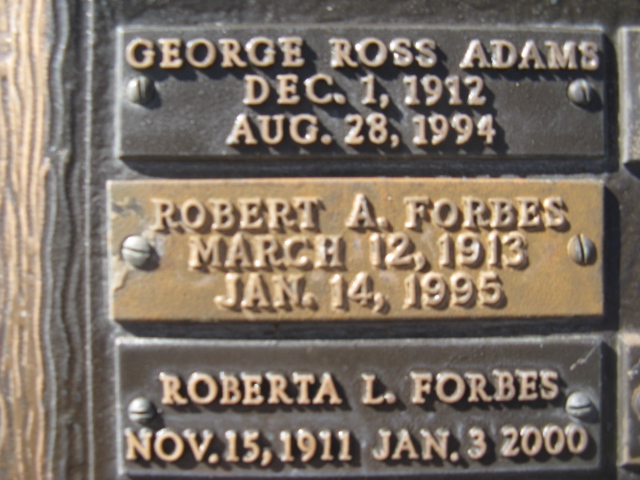 GEORGE ROSS ADAMS
DEC. 1, 1912
AUG. 28, 1994
ROBERT A. FORBES
MARCH 12, 1913
JAN. 14, 1995
ROBERTA L. FORBES
NOV. 15, 1911 JAN. 3 2000